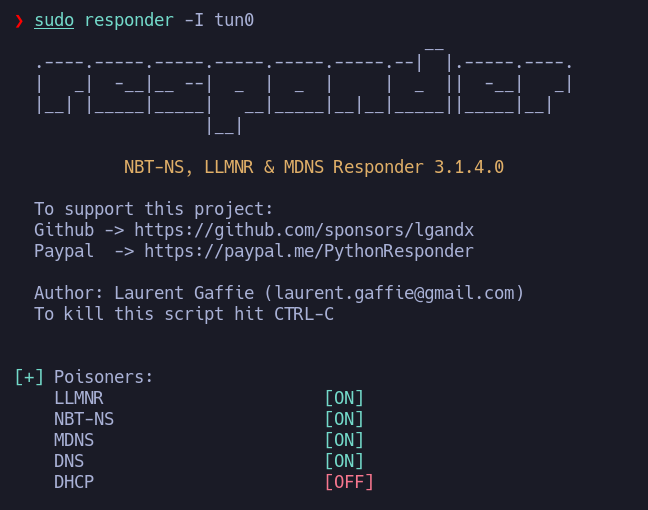 ❯ sudo responder -I tun0
                                         __
  .----.-----.-----.-----.-----.-----.--|  |.-----.----.
  |   _|  -__|__ --|  _  |  _  |     |  _  ||  -__|   _|
  |__| |_____|_____|   __|_____|__|__|_____||_____|__|
                   |__|
NBT-NS, LLMNR & MDNS Responder 3.1.4.0
To support this project:
Github -> https://github.com/sponsors/lgandx
Paypal  -> https://paypal.me/PythonResponder
Author: Laurent Gaffie (laurent.gaffie@gmail.com)
To kill this script hit CTRL-C
[+] Poisoners:
LLMNR [ON]
NBT-NS [ON]
MDNS [ON]
DNS [ON]
DHCP [OFF]